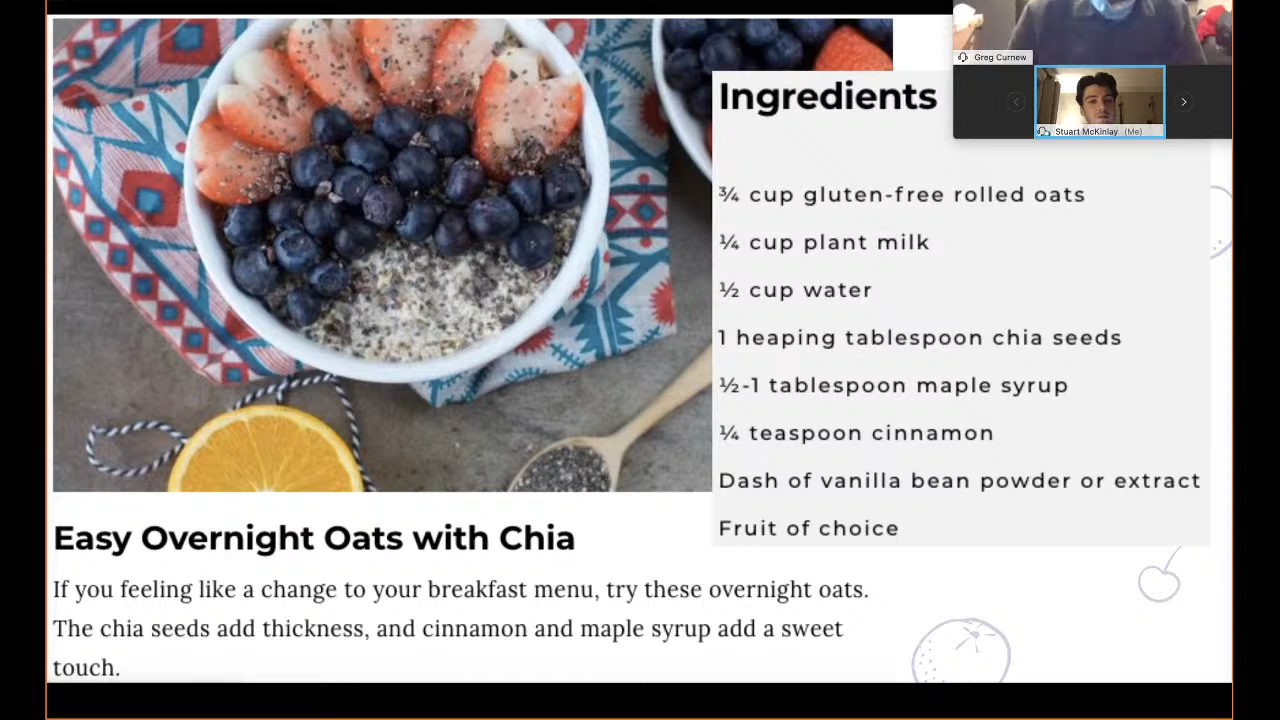 Greg Curnew
Stuart McKinlay (Me)
Ingredients
¾ cup gluten-free rolled oats
¼ cup plant milk
½ cup water
1 heaping tablespoon chia seeds
½-1 tablespoon maple syrup
¼ teaspoon cinnamon
Dash of vanilla bean powder or extract
Fruit of choice
Easy Overnight Oats with Chia
If you feeling like a change to your breakfast menu, try these overnight oats.
The chia seeds add thickness, and cinnamon and maple syrup add a sweet
touch.